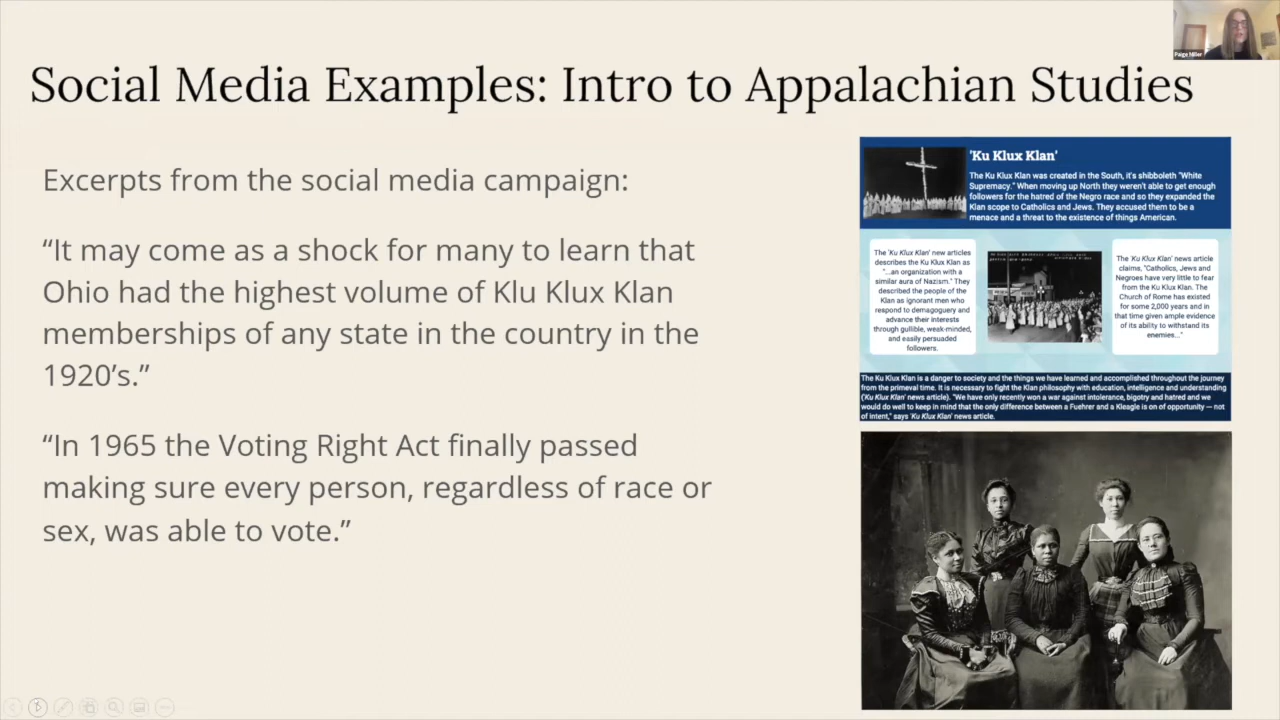 Paige Miller
Social Media Examples: Intro to Appalachian Studies
Excerpts from the social media campaign:
“It may come as a shock for many to learn that
Ohio had the highest volume of Klu Klux Klan
memberships of any state in the country in the
1920’s.”
“In 1965 the Voting Right Act finally passed
making sure every person, regardless of race or
sex, was able to vote.”
'Ku Klux Klan'
The Ku Klux Klan was created in the South, it's shibboleth "White
Supremacy." When moving up North they weren't able to get enough
followers for the hatred of the Negro race and so they expanded the
Klan scope to Catholics and Jews. They accused them to be a
menace and a threat to the existence of things American.
The 'Ku Klux Klan' new articles
describes the Ku Klux Klan as
"...an organization with a
similar aura of Nazism." They
described the people of the
Klan as ignorant men who
respond to demagoguery and
advance their interests
through gullible, weak-minded,
and easily persuaded
followers.
The 'Ku Klux Klan' news article
claims, "Catholics, Jews and
Negroes have very little to fear
from the Ku Klux Klan. The
Church of Rome has existed
for some 2,000 years and in
that time given ample evidence
of its ability to withstand its
enemies..."
The Ku Klux Klan is a danger to society and the things we have learned and accomplished throughout the journey
from the primeval time. It is necessary to fight the Klan philosophy with education, intelligence and understanding
('Ku Klux Klan' news article). "We have only recently won a war against intolerance, bigotry and hatred and we
would do well to keep in mind that the only difference between a Fuehrer and a Kleagle is on of opportunity — not
of intent," says 'Ku Klux Klan' news article.